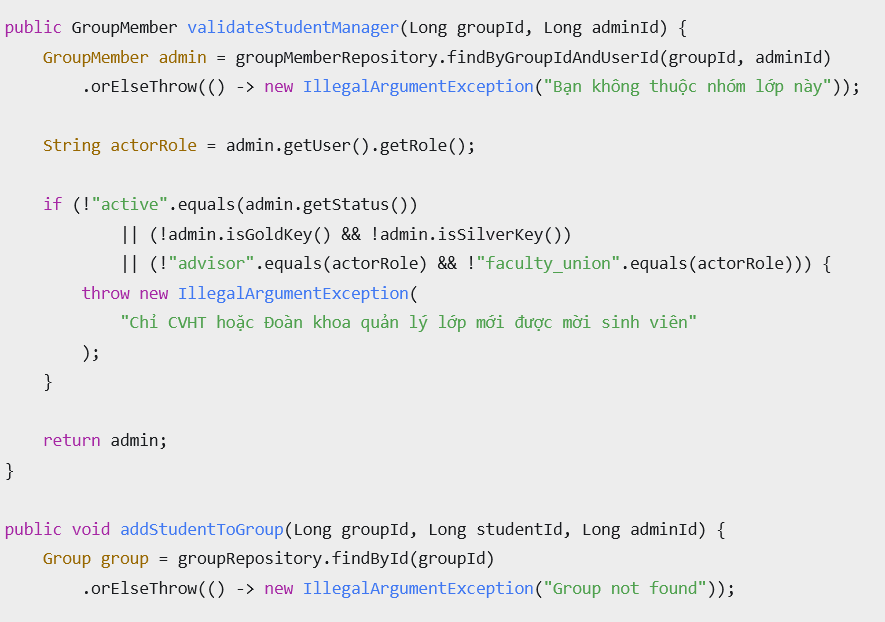 public GroupMember validateStudentManager(Long groupId, Long adminId) {
    GroupMember admin = groupMemberRepository.findByGroupIdAndUserId(groupId, adminId)
        .orElseThrow(() -> new IllegalArgumentException("Bạn không thuộc nhóm lớp này"));

    String actorRole = admin.getUser().getRole();

    if (!"active".equals(admin.getStatus())
            || (!admin.isGoldKey() && !admin.isSilverKey())
            || (!"advisor".equals(actorRole) && !"faculty_union".equals(actorRole))) {
        throw new IllegalArgumentException(
            "Chỉ CVHT hoặc Đoàn khoa quản lý lớp mới được mời sinh viên"
        );
    }

    return admin;
}

public void addStudentToGroup(Long groupId, Long studentId, Long adminId) {
    Group group = groupRepository.findById(groupId)
        .orElseThrow(() -> new IllegalArgumentException("Group not found"));